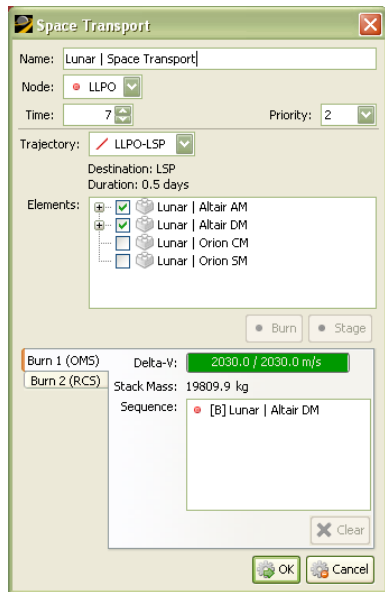 Space Transport
Name: Lunar | Space Transport
Node: LLPO
Time: 7 Priority: 2
Trajectory: LLPO-LSP
Destination: LSP
Duration: 0.5 days
Elements: Lunar | Altair AM
Lunar | Altair DM
Lunar | Orion CM
Lunar | Orion SM
Burn Stage
Burn 1 (OMS) Delta-V: 2030.0 / 2030.0 m/s
Burn 2 (RCS) Stack Mass: 19809.9 kg
Sequence: [B] Lunar | Altair DM
Clear
OK Cancel